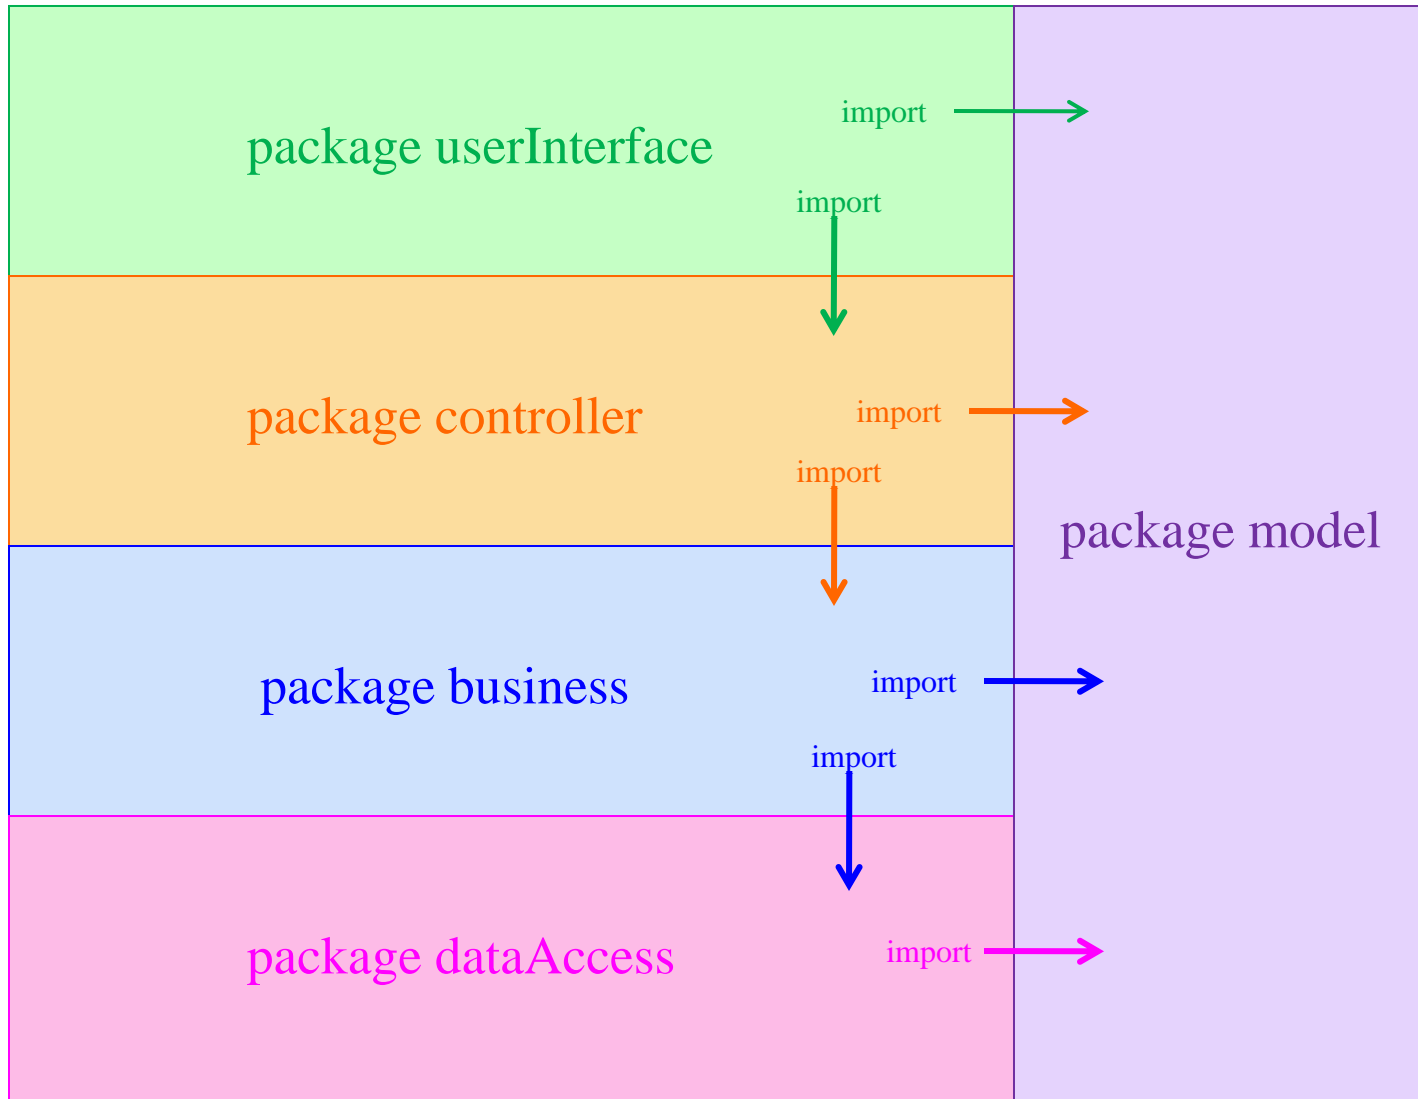 import
package userInterface
import
package controller
import
import
package model
package business
import
import
package dataAccess
import